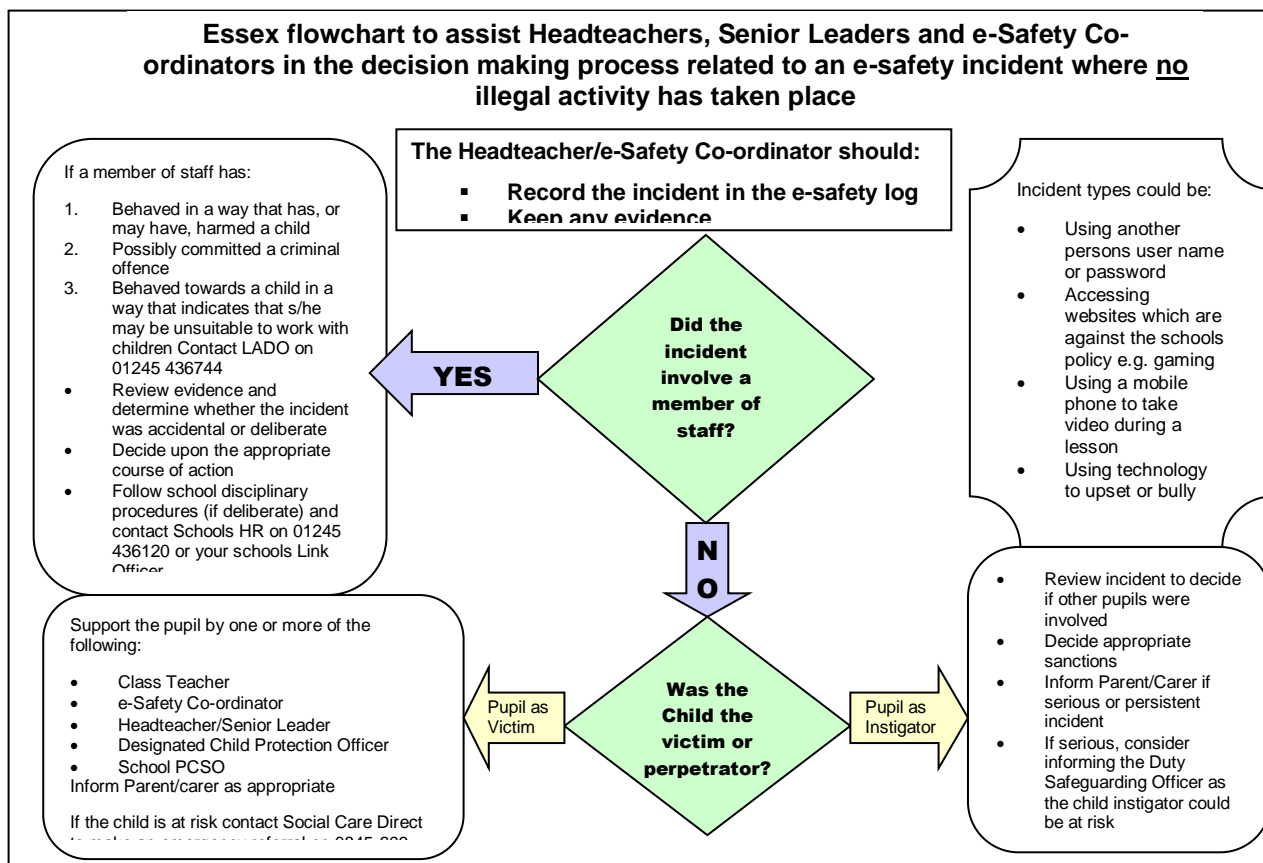 Essex flowchart to assist Headteachers, Senior Leaders and e-Safety Co-
ordinators in the decision making process related to an e-safety incident where no
illegal activity has taken place
The Headteacher/e-Safety Co-ordinator should:
▪ Record the incident in the e-safety log
▪ Keep any evidence
If a member of staff has:
1. Behaved in a way that has, or
may have, harmed a child
2. Possibly committed a criminal
offence
3. Behaved towards a child in a
way that indicates that s/he
may be unsuitable to work with
children Contact LADO on
01245 436744
• Review evidence and
determine whether the incident
was accidental or deliberate
• Decide upon the appropriate
course of action
• Follow school disciplinary
procedures (if deliberate) and
contact Schools HR on 01245
436120 or your schools Link
Officer
YES
Did the
incident
involve a
member of
staff?
Incident types could be:
• Using another
persons user name
or password
• Accessing
websites which are
against the schools
policy e.g. gaming
• Using a mobile
phone to take
video during a
lesson
• Using technology
to upset or bully
N
O
Support the pupil by one or more of the
following:
• Class Teacher
• e-Safety Co-ordinator
• Headteacher/Senior Leader
• Designated Child Protection Officer
• School PCSO
Inform Parent/carer as appropriate
If the child is at risk contact Social Care Direct
to make an emergency referral on
Pupil as
Victim
Was the
Child the
victim or
perpetrator?
Pupil as
Instigator
• Review incident to decide
if other pupils were
involved
• Decide appropriate
sanctions
• Inform Parent/Carer if
serious or persistent
incident
• If serious, consider
informing the Duty
Safeguarding Officer as
the child instigator could
be at risk